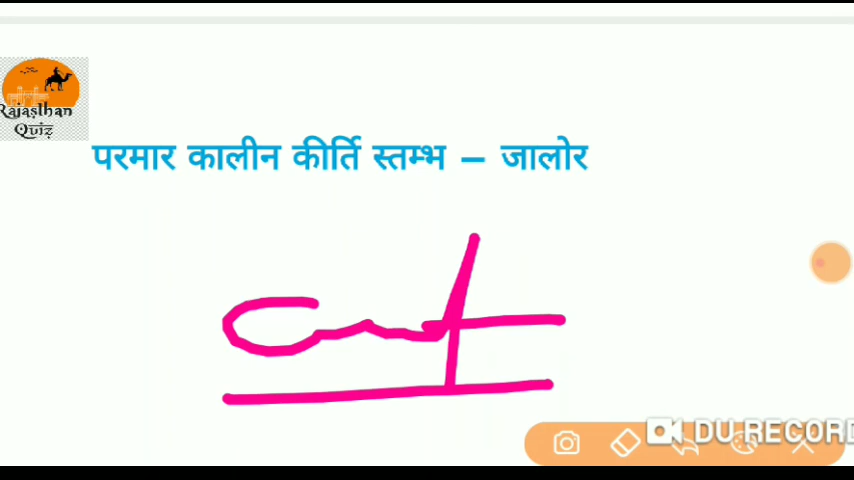 Rajasthan
Quiz
परमार कालीन कीर्ति स्तम्भ – जालोर
DU RECORD